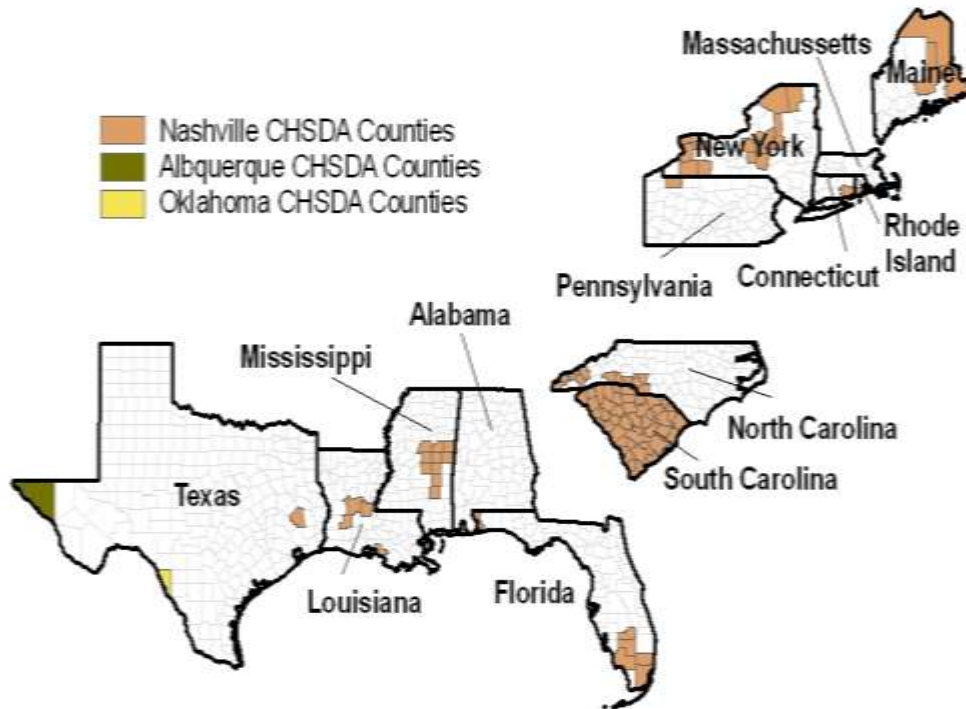 Massachussetts
Maine
Nashville CHSDA Counties
Albquerque CHSDA Counties
Oklahoma CHSDA Counties
New York
Rhode
Island
Connecticut
Pennsylvania
Alabama
Mississippi
North Carolina
South Carolina
Texas
Louisiana
Florida